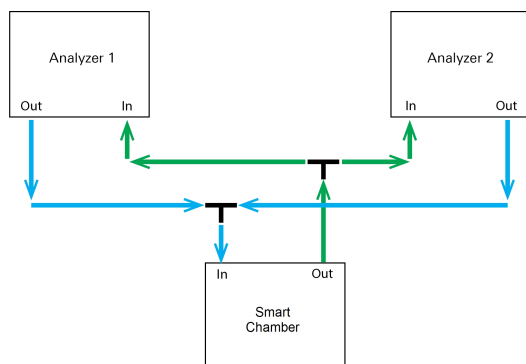 Analyzer 1
Out In
Analyzer 2
In Out
In Out
Smart
Chamber